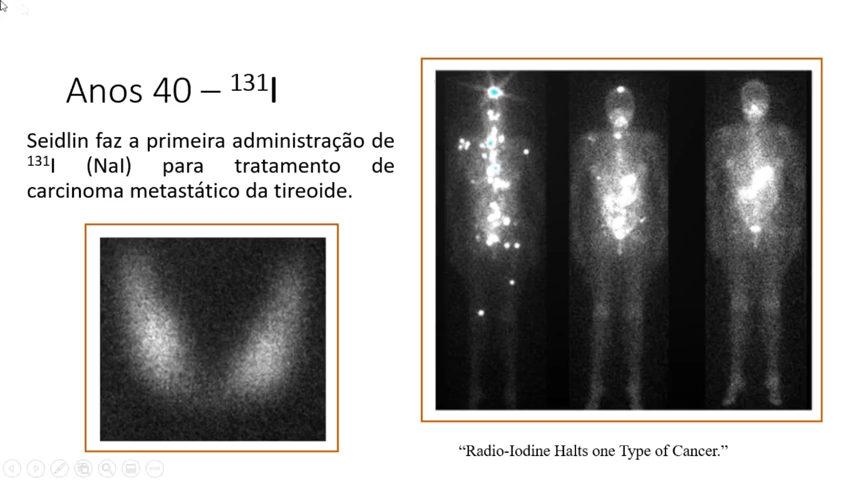 Anos 40 – ¹³¹I
Seidlin faz a primeira administração de
¹³¹I (NaI) para tratamento de
carcinoma metastático da tireoide.
“Radio-Iodine Halts one Type of Cancer.”